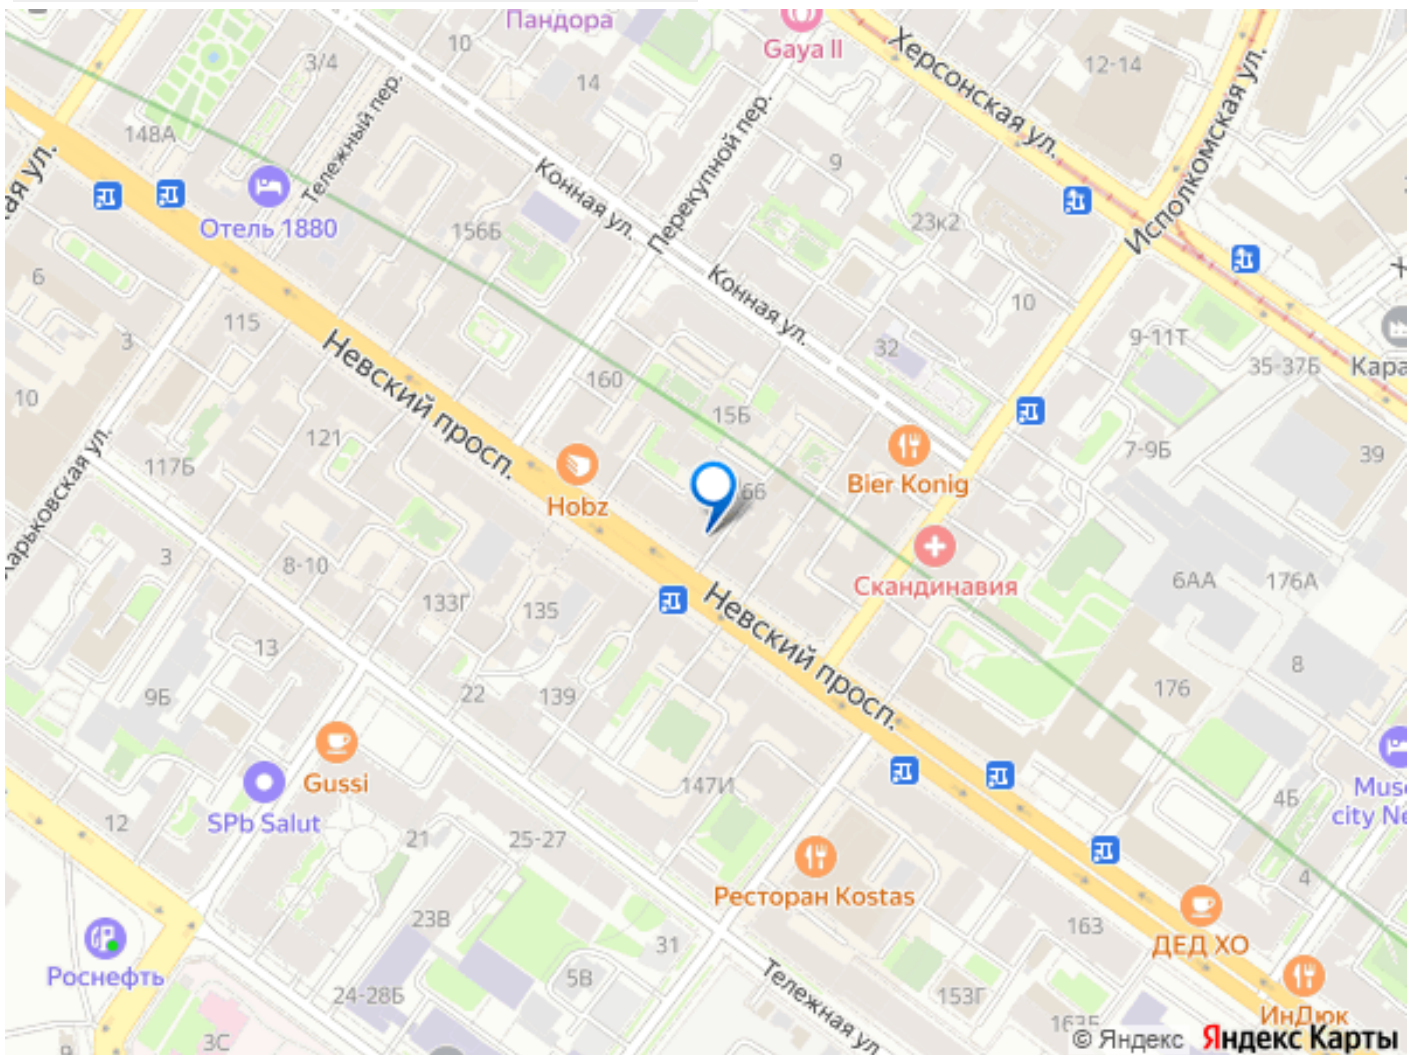 Пандора
10
3/4
14
Gaya II
Херсонская ул.
12-14
Исполкомская ул.
148А
Тележный пер.
Перекупной пер.
9
Конная ул.
Отель 1880
156Б
23к2
6
115
3
Конная ул.
10
32
9-11Т
35-37Б
Кара
Невский просп.
160
15Б
10
121
117Б
Харьковская ул.
Hobz
Bier Konig
7-9Б
39
66
3
8-10
Скандинавия
6АА
176А
133Г
135
Невский просп.
13
8
9Б
22
139
176
Gussi
147И
SPb Salut
Muse
city Ne
4Б
12
21
25-27
Ресторан Kostas
4
23В
163
31
ДЕД ХО
Роснефть
5В
24-28Б
Тележная ул.
153Г
ИнДюк
163Б
3С
9
© Яндекс Яндекс Карты